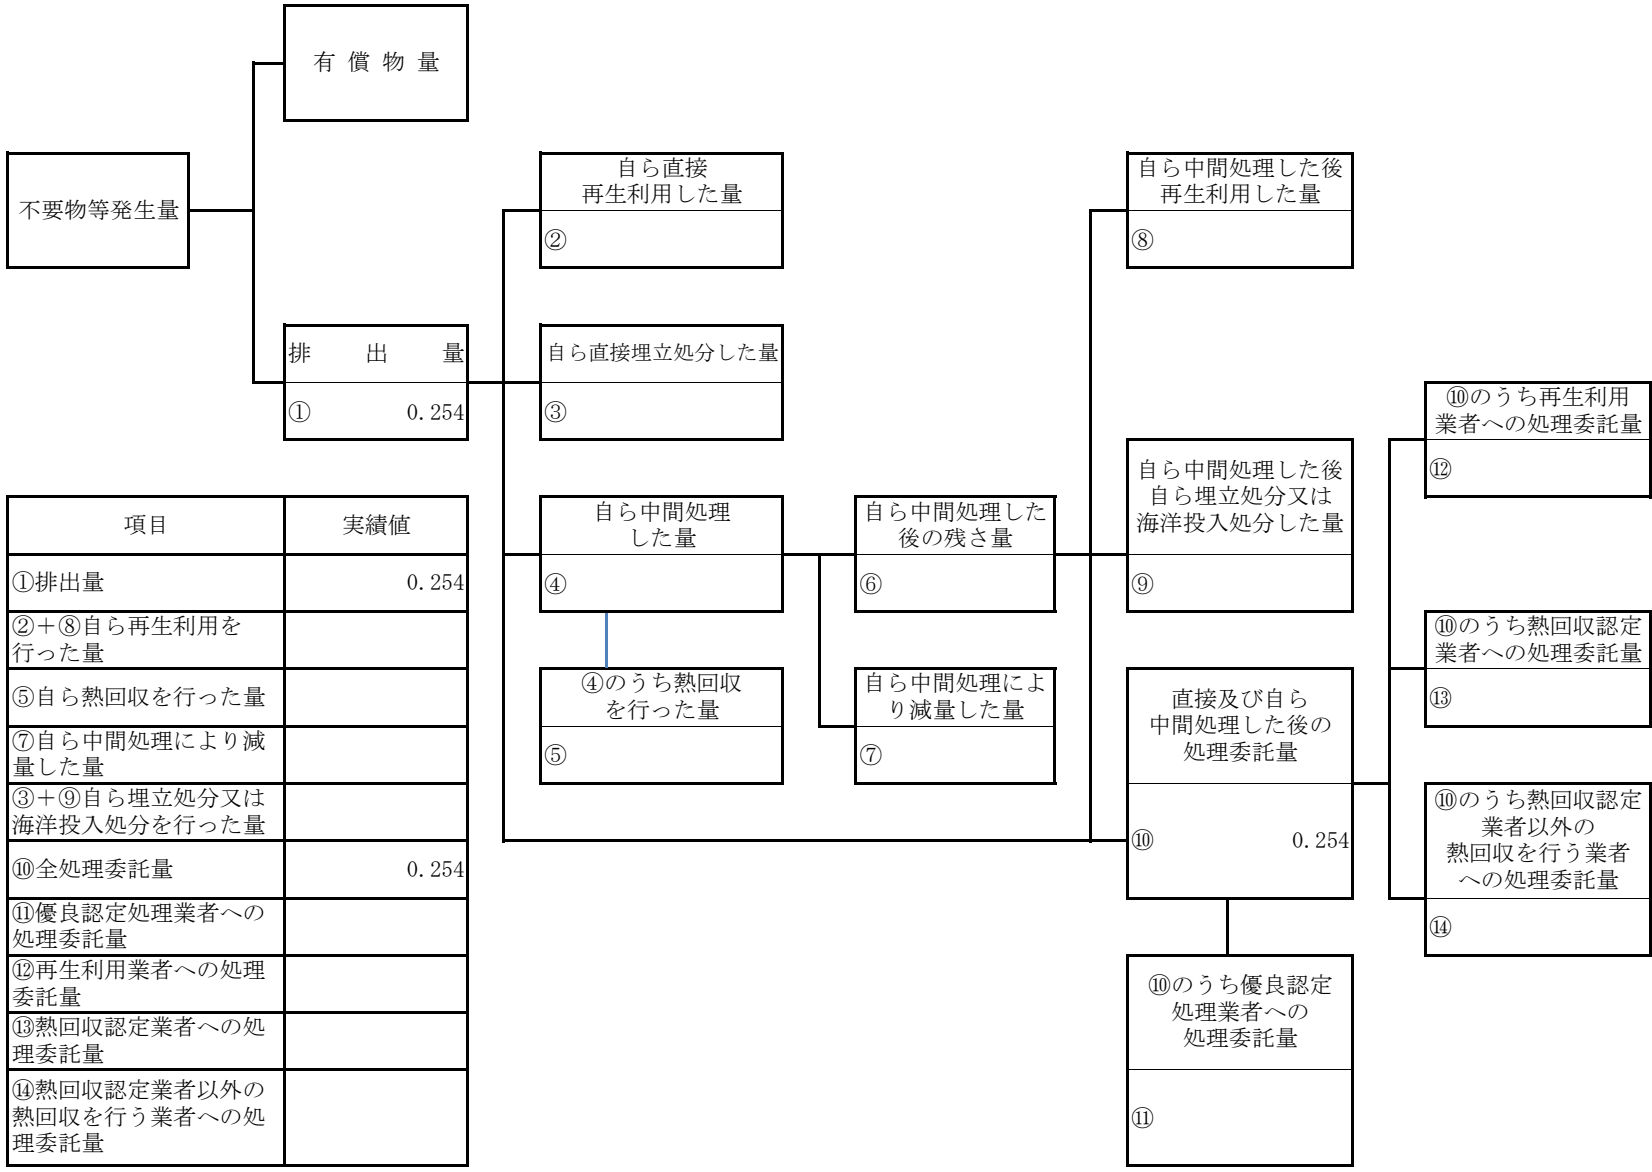 有償物量
不要物等発生量
排出量
① 0.254
自ら直接
再生利用した量
②
自ら直接埋立処分した量
③
自ら中間処理
した量
④
④のうち熱回収
を行った量
⑤
自ら中間処理した
後の残さ量
⑥
自ら中間処理によ
り減量した量
⑦
自ら中間処理した後
再生利用した量
⑧
自ら中間処理した後
自ら埋立処分又は
海洋投入処分した量
⑨
直接及び自ら
中間処理した後の
処理委託量
⑩ 0.254
⑩のうち優良認定
処理業者への
処理委託量
⑪
⑩のうち再生利用
業者への処理委託量
⑫
⑩のうち熱回収認定
業者への処理委託量
⑬
⑩のうち熱回収認定
業者以外の
熱回収を行う業者
への処理委託量
⑭
項目 実績値
①排出量 0.254
②+⑧自ら再生利用を
行った量
⑤自ら熱回収を行った量
⑦自ら中間処理により減
量した量
③+⑨自ら埋立処分又は
海洋投入処分を行った量
⑩全処理委託量 0.254
⑪優良認定処理業者への
処理委託量
⑫再生利用業者への処理
委託量
⑬熱回収認定業者への処
理委託量
⑭熱回収認定業者以外の
熱回収を行う業者への処
理委託量